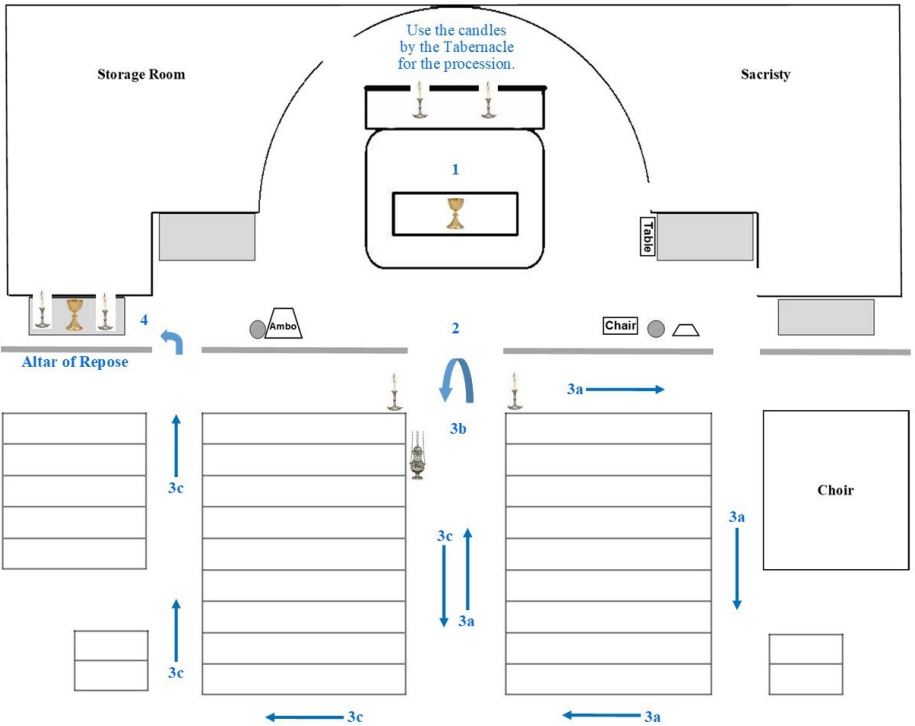 Use the candles
by the Tabernacle
for the procession.
Storage Room
Sacristy
1
Table
4
Ambo
2
Chair
Altar of Repose
3a
3b
3c
Choir
3a
3c
3a
3c
3c
3a